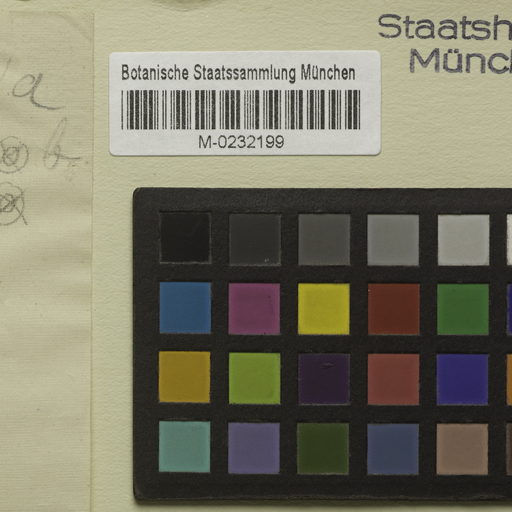 Staatsh
Münch
Botanische Staatssammlung München
M-0232199
a
b.